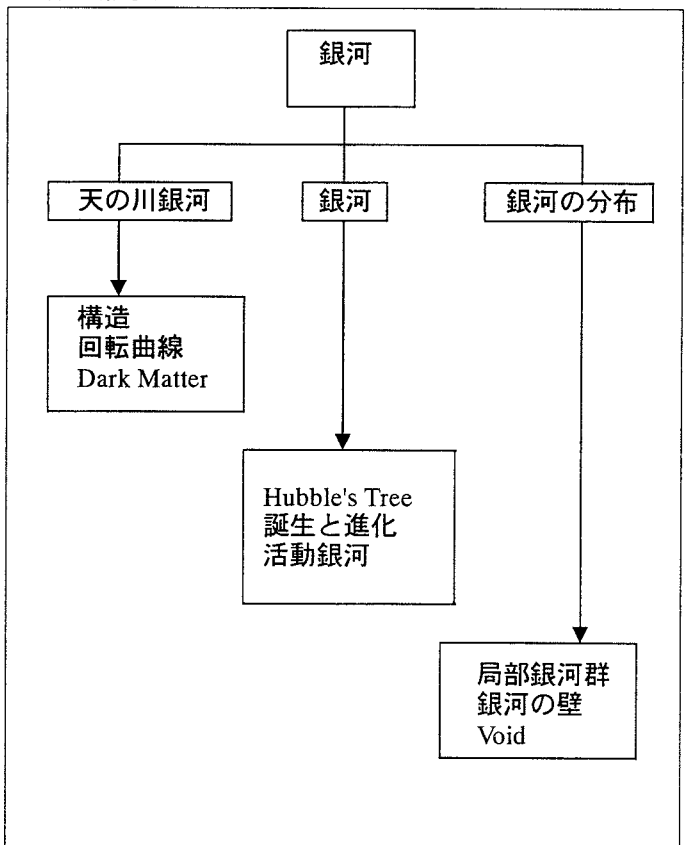 銀河
天の川銀河
銀河
銀河の分布
構造
回転曲線
Dark Matter
Hubble's Tree
誕生と進化
活動銀河
局部銀河群
銀河の壁
Void